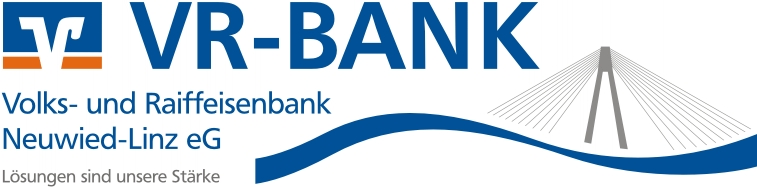 VR-BANK
Volks- und Raiffeisenbank
Neuwied-Linz eG
Lösungen sind unsere Stärke